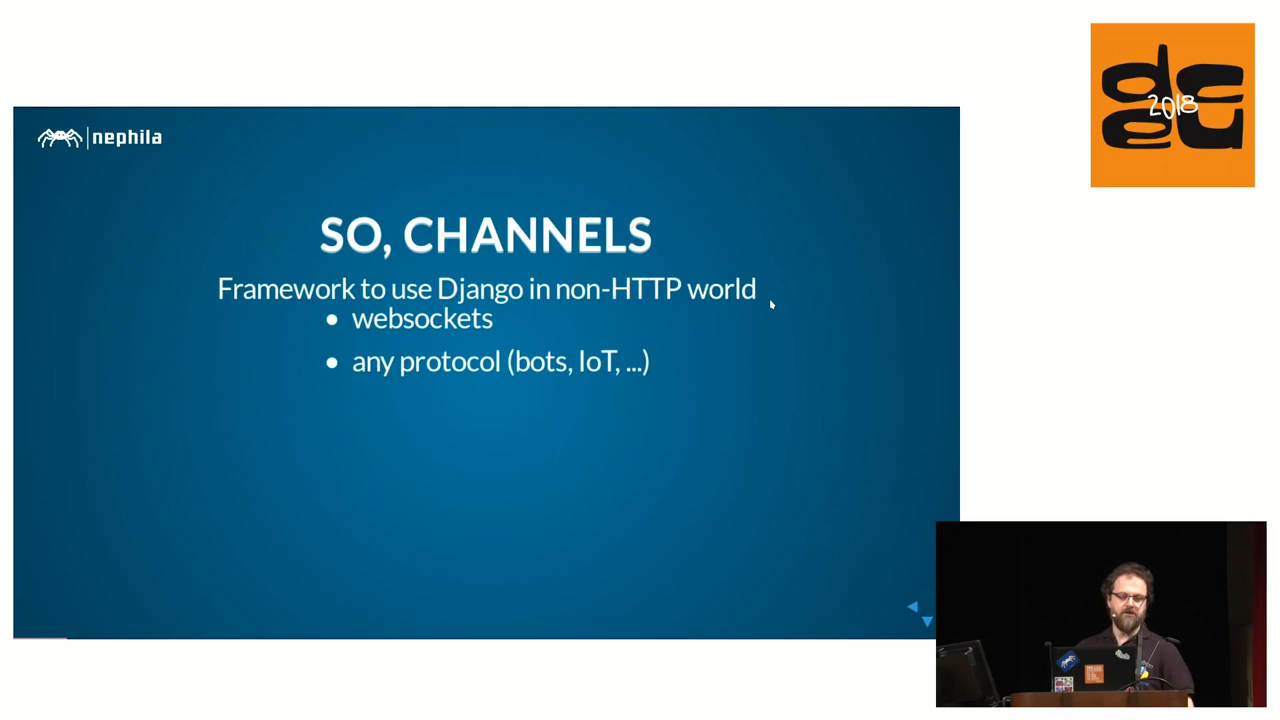 nephila
2018
SO, CHANNELS
Framework to use Django in non-HTTP world
websockets
any protocol (bots, IoT, ...)